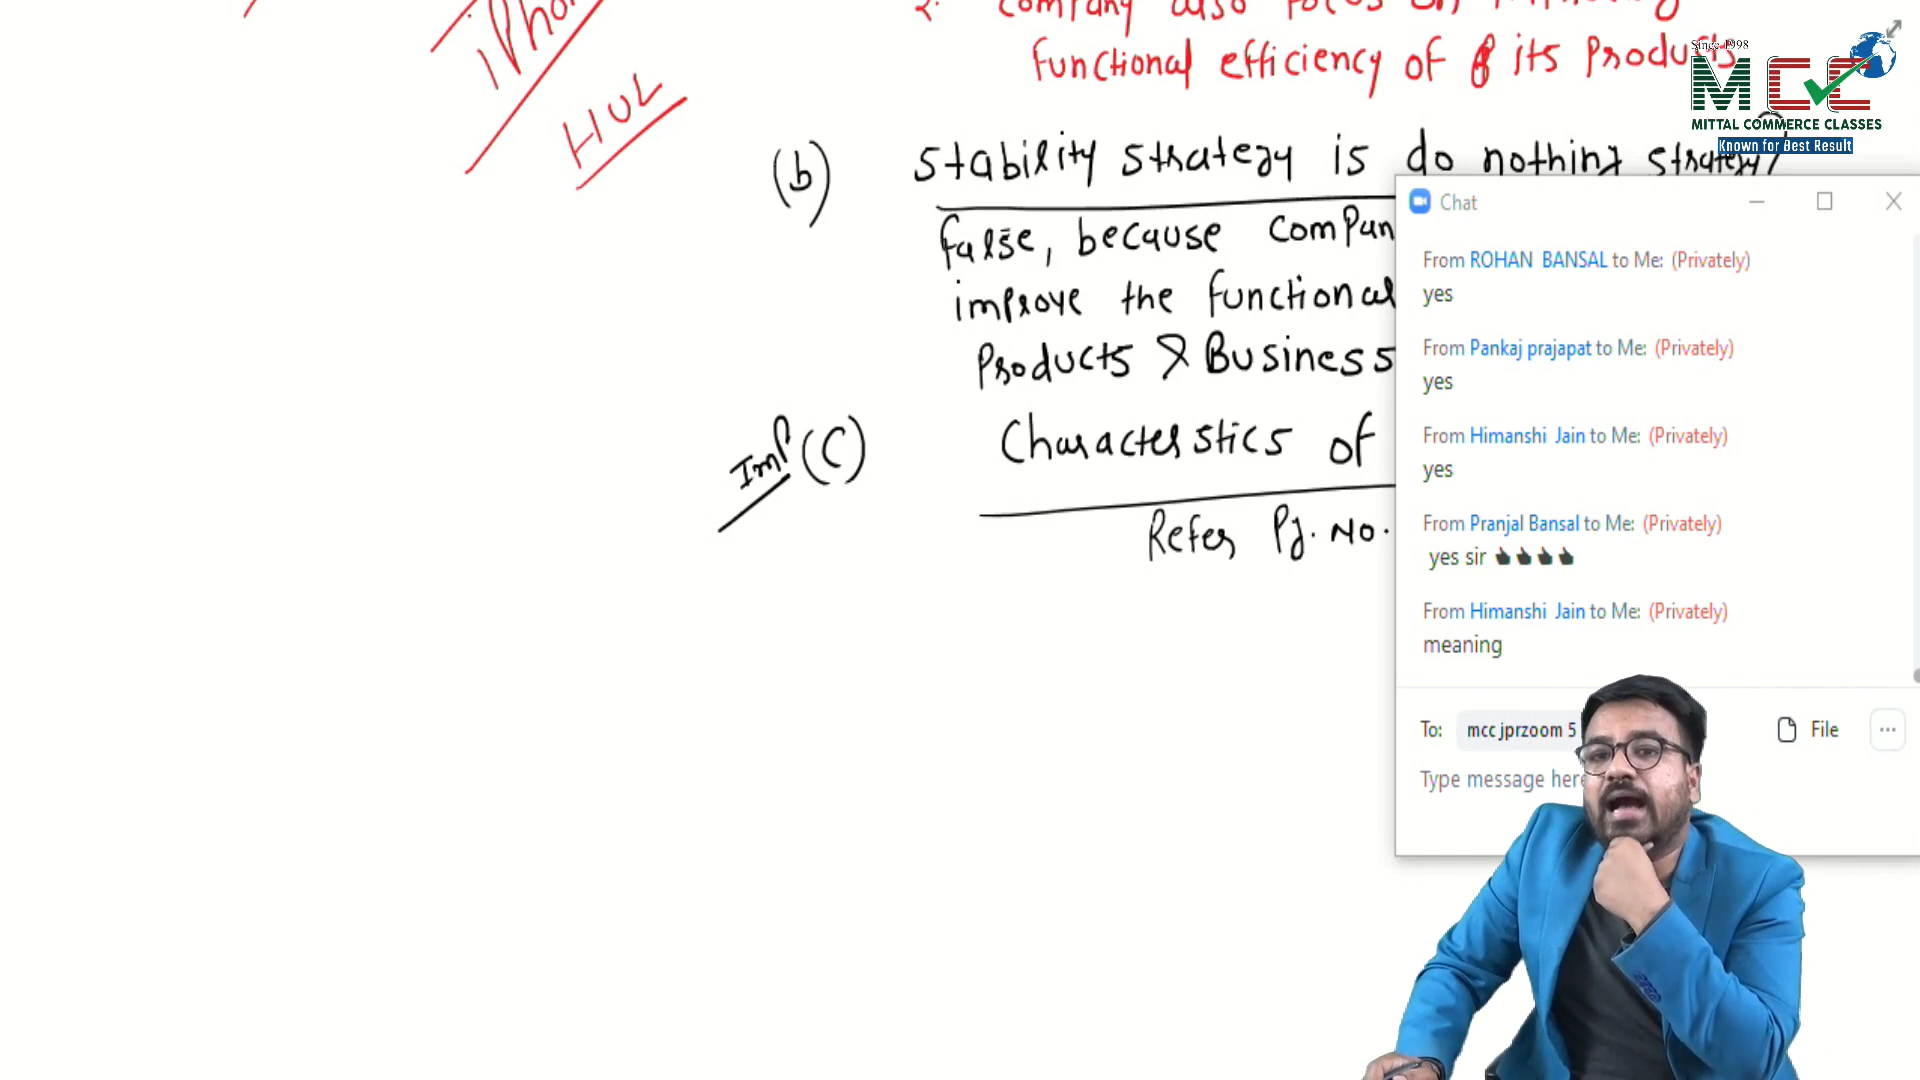 iPho
HUL
2. Company also focus on improving
functional efficiency of its Products
Since 1998
MCC
MITTAL COMMERCE CLASSES
Known for Best Result
(b) Stability strategy is do nothing strategy?
false, because compan
improve the functional
Products & Business
Imp (C) Characterstics of
Refer Pg. No.
Chat
From ROHAN BANSAL to Me: (Privately)
yes
From Pankaj prajapat to Me: (Privately)
yes
From Himanshi Jain to Me: (Privately)
yes
From Pranjal Bansal to Me: (Privately)
yes sir 👍👍👍👍
From Himanshi Jain to Me: (Privately)
meaning
To: mcc jprzoom 5
File
Type message here